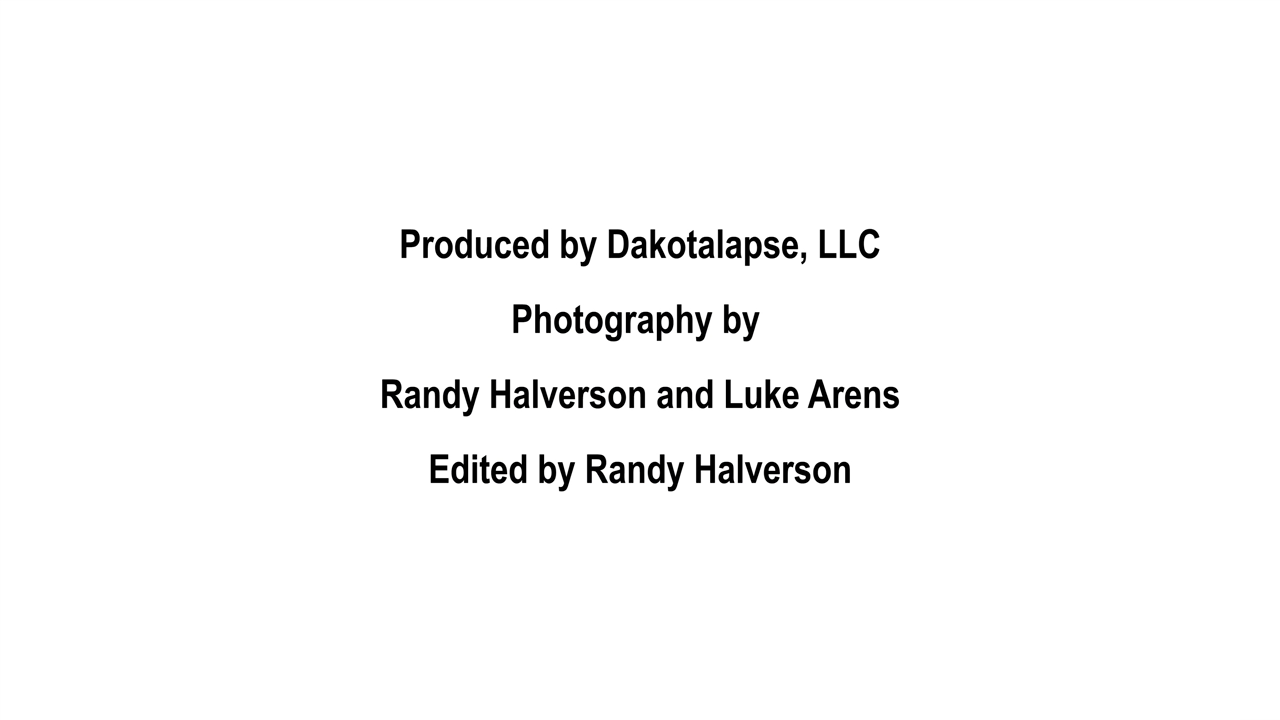 Produced by Dakotalapse, LLC
Photography by
Randy Halverson and Luke Arens
Edited by Randy Halverson